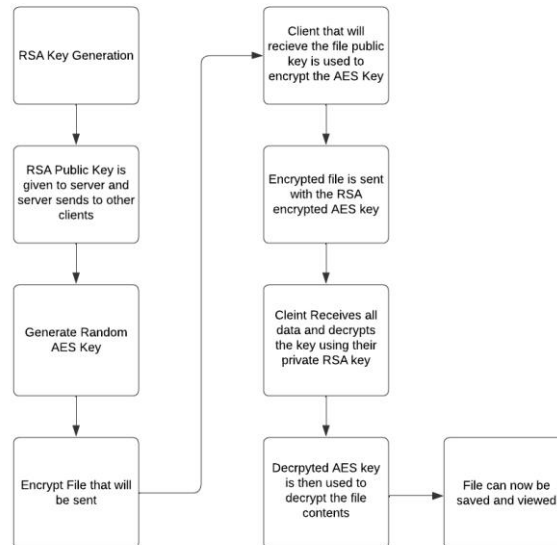 RSA Key Generation
RSA Public Key is
given to server and
server sends to other
clients
Generate Random
AES Key
Encrypt File that will
be sent
Client that will
recieve the file public
key is used to
encrypt the AES Key
Encrypted file is sent
with the RSA
encrypted AES key
Cleint Receives all
data and decrypts
the key using their
private RSA key
Decrpyted AES key
is then used to
decrypt the file
contents
File can now be
saved and viewed